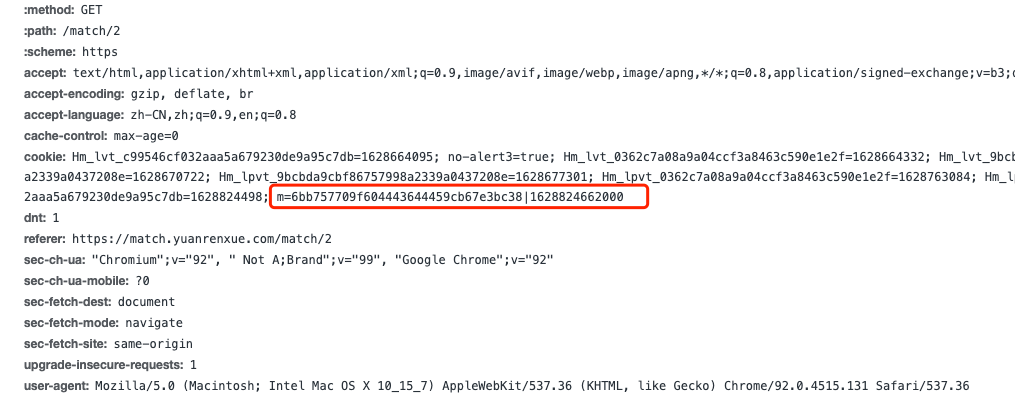 :method: GET
:path: /match/2
:scheme: https
accept: text/html,application/xhtml+xml,application/xml;q=0.9,image/avif,image/webp,image/apng,*/*;q=0.8,application/signed-exchange;v=b3;
accept-encoding: gzip, deflate, br
accept-language: zh-CN,zh;q=0.9,en;q=0.8
cache-control: max-age=0
cookie: Hm_lvt_c99546cf032aaa5a679230de9a95c7db=1628664095; no-alert3=true; Hm_lvt_0362c7a08a9a04ccf3a8463c590e1e2f=1628664332; Hm_lvt_9bcb
a2339a0437208e=1628670722; Hm_lpvt_9bcbda9cbf86757998a2339a0437208e=1628677301; Hm_lpvt_0362c7a08a9a04ccf3a8463c590e1e2f=1628763084; Hm_l
2aaa5a679230de9a95c7db=1628824498; m=6bb757709f604443644459cb67e3bc38|1628824662000
dnt: 1
referer: https://match.yuanrenxue.com/match/2
sec-ch-ua: "Chromium";v="92", " Not A;Brand";v="99", "Google Chrome";v="92"
sec-ch-ua-mobile: ?0
sec-fetch-dest: document
sec-fetch-mode: navigate
sec-fetch-site: same-origin
upgrade-insecure-requests: 1
user-agent: Mozilla/5.0 (Macintosh; Intel Mac OS X 10_15_7) AppleWebKit/537.36 (KHTML, like Gecko) Chrome/92.0.4515.131 Safari/537.36